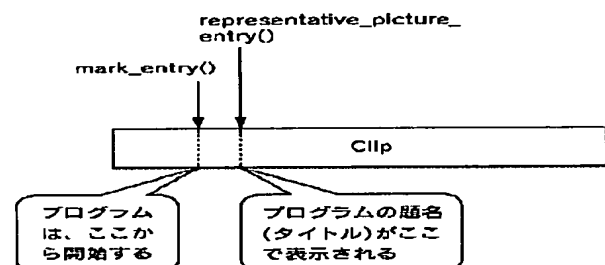 representative_picture_
entry()
mark_entry()
Clip
プログラム
は、ここか
ら開始する
プログラムの題名
(タイトル)がここ
で表示される